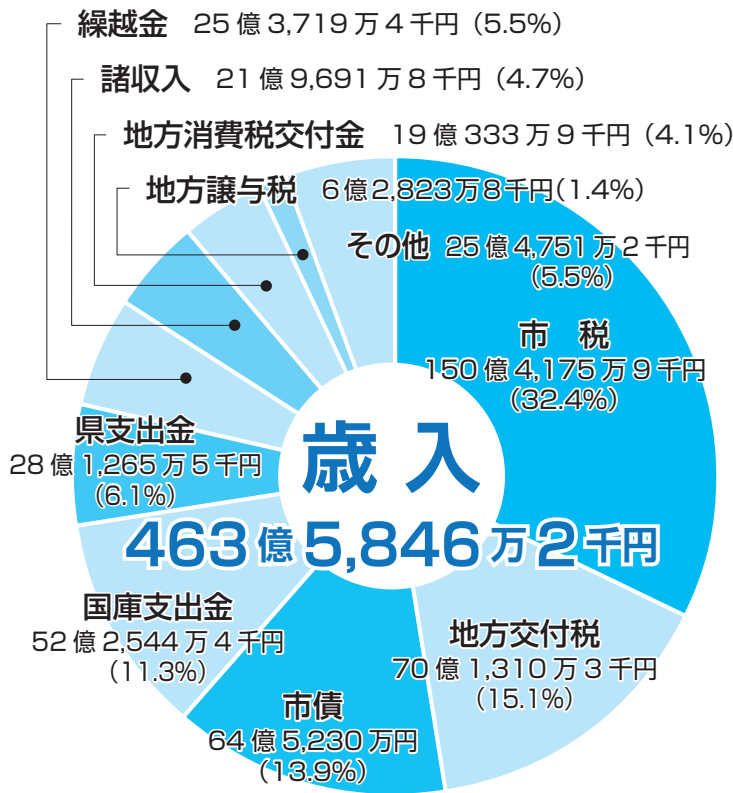 繰越金 25億3,719万4千円（5.5%）
諸収入 21億9,691万8千円（4.7%）
地方消費税交付金 19億333万9千円（4.1%）
地方譲与税 6億2,823万8千円（1.4%）
その他 25億4,751万2千円
（5.5%）
市　税
150億4,175万9千円
（32.4%）
県支出金
28億1,265万5千円
（6.1%）
歳入
463億5,846万2千円
国庫支出金
52億2,544万4千円
（11.3%）
地方交付税
70億1,310万3千円
（15.1%）
市債
64億5,230万円
（13.9%）